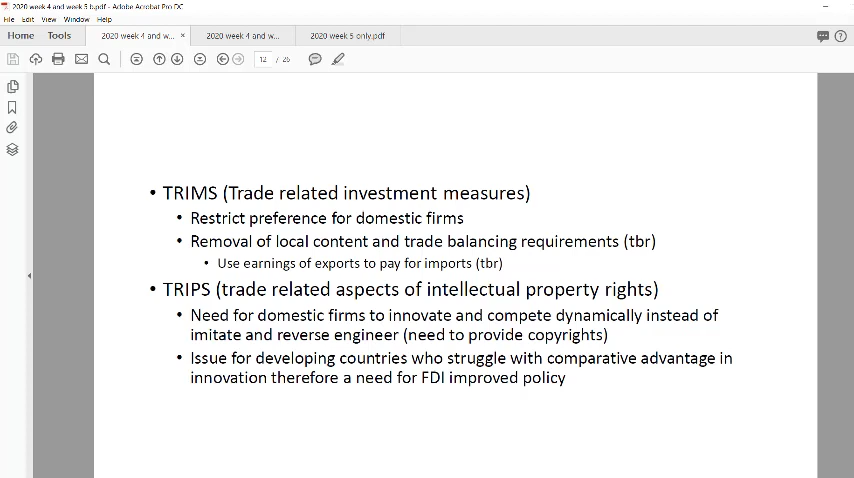 2020 week 4 and week 5 b.pdf - Adobe Acrobat Pro DC
File Edit View Window Help
Home Tools 2020 week 4 and w... × 2020 week 4 and w... 2020 week 5 only.pdf
12 / 26
• TRIMS (Trade related investment measures)
• Restrict preference for domestic firms
• Removal of local content and trade balancing requirements (tbr)
• Use earnings of exports to pay for imports (tbr)
• TRIPS (trade related aspects of intellectual property rights)
• Need for domestic firms to innovate and compete dynamically instead of
imitate and reverse engineer (need to provide copyrights)
• Issue for developing countries who struggle with comparative advantage in
innovation therefore a need for FDI improved policy